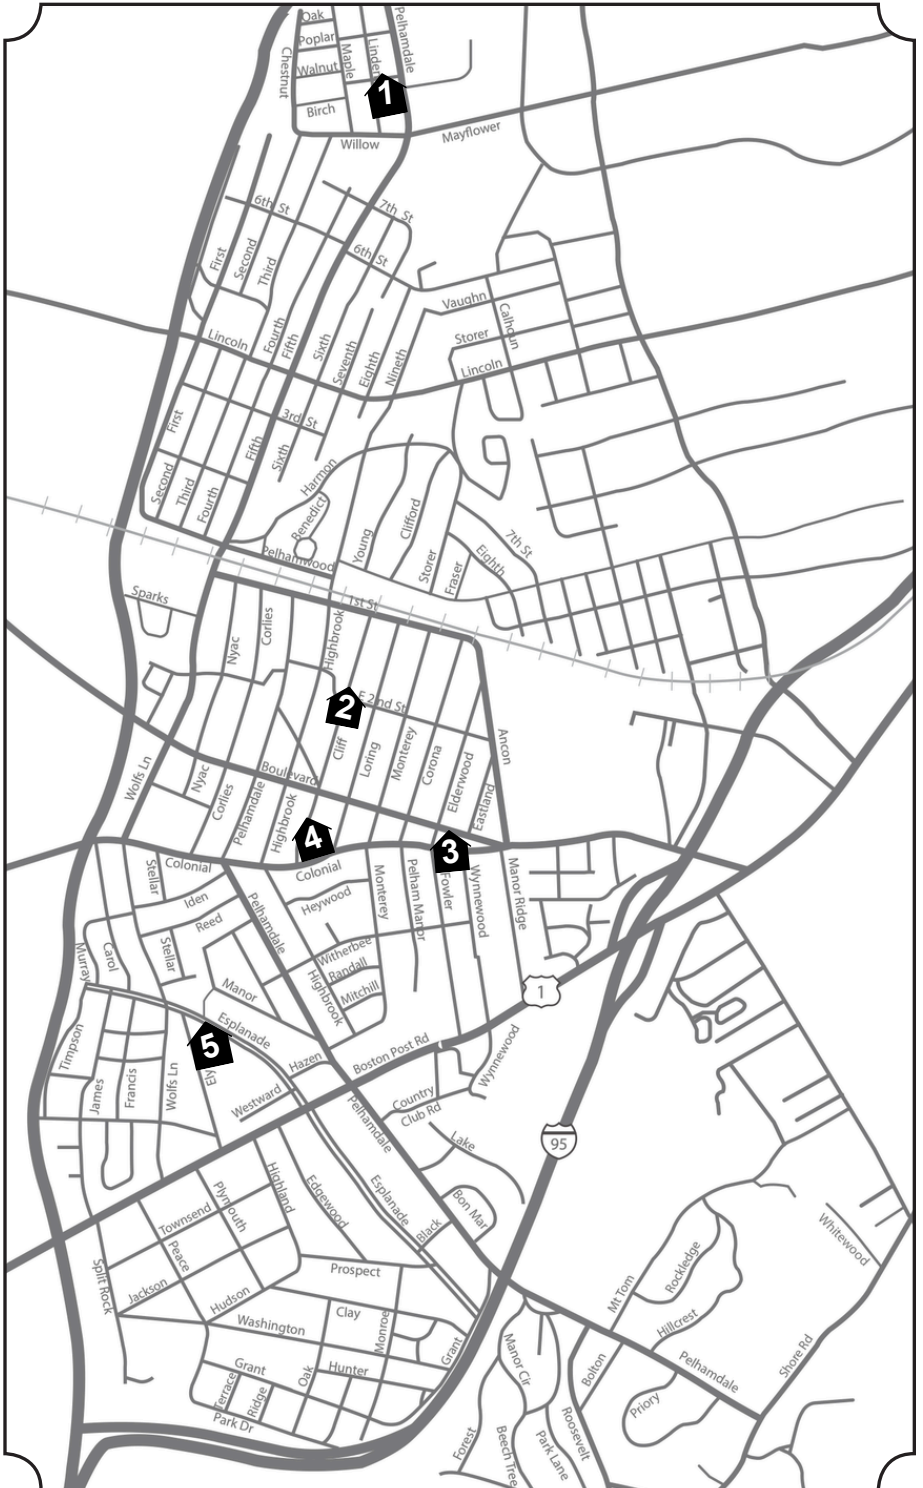 Oak
Pelhamdale
Poplar
Linden
Maple
Chestnut
Walnut
1
Birch
Willow
Mayflower
6th St
7th St
6th St
First
Second
Third
Vaughn
Calhoun
Storer
Lincoln
Fourth
Fifth
Sixth
Seventh
Eighth
Nineth
Lincoln
First
3rd St
Fifth
Sixth
Second
Third
Fourth
Harmon
Benedict
Clifford
Young
7th St
Eighth
Pelhamwood
Storer
Fraser
Sparks
1st St
Corlies
Nyac
Highbrook
2
E 2nd St
Cliff
Loring
Monterey
Corona
Elderwood
Eastland
Ancon
Boulevard
Wolfs Ln
Nyac
Corlies
Pelhamdale
Highbrook
4
3
Stellar
Colonial
Colonial
Heywood
Monterey
Pelham Manor
Fowler
Wynnewood
Manor Ridge
Iden
Reed
Pelhamdale
Murray
Carol
Stellar
Witherbee
Randall
Mitchill
Highbrook
Manor
1
Esplanade
5
Timpson
Ely
Hazen
Boston Post Rd
Wynnewood
James
Francis
Wolfs Ln
Westward
Country
Club Rd
Pelhamdale
Lake
95
Highland
Edgewood
Esplanade
Plymouth
Townsend
Bon Mar
Black
Peace
Whitewood
Split Rock
Jackson
Hudson
Prospect
Rockledge
Mt Tom
Clay
Washington
Monroe
Hillcrest
Grant
Manor Cir
Shore Rd
Grant
Hunter
Oak
Bolton
Pelhamdale
Terrace
Ridge
Priory
Park Dr
Forest
Beech Tree
Park Lane
Roosevelt